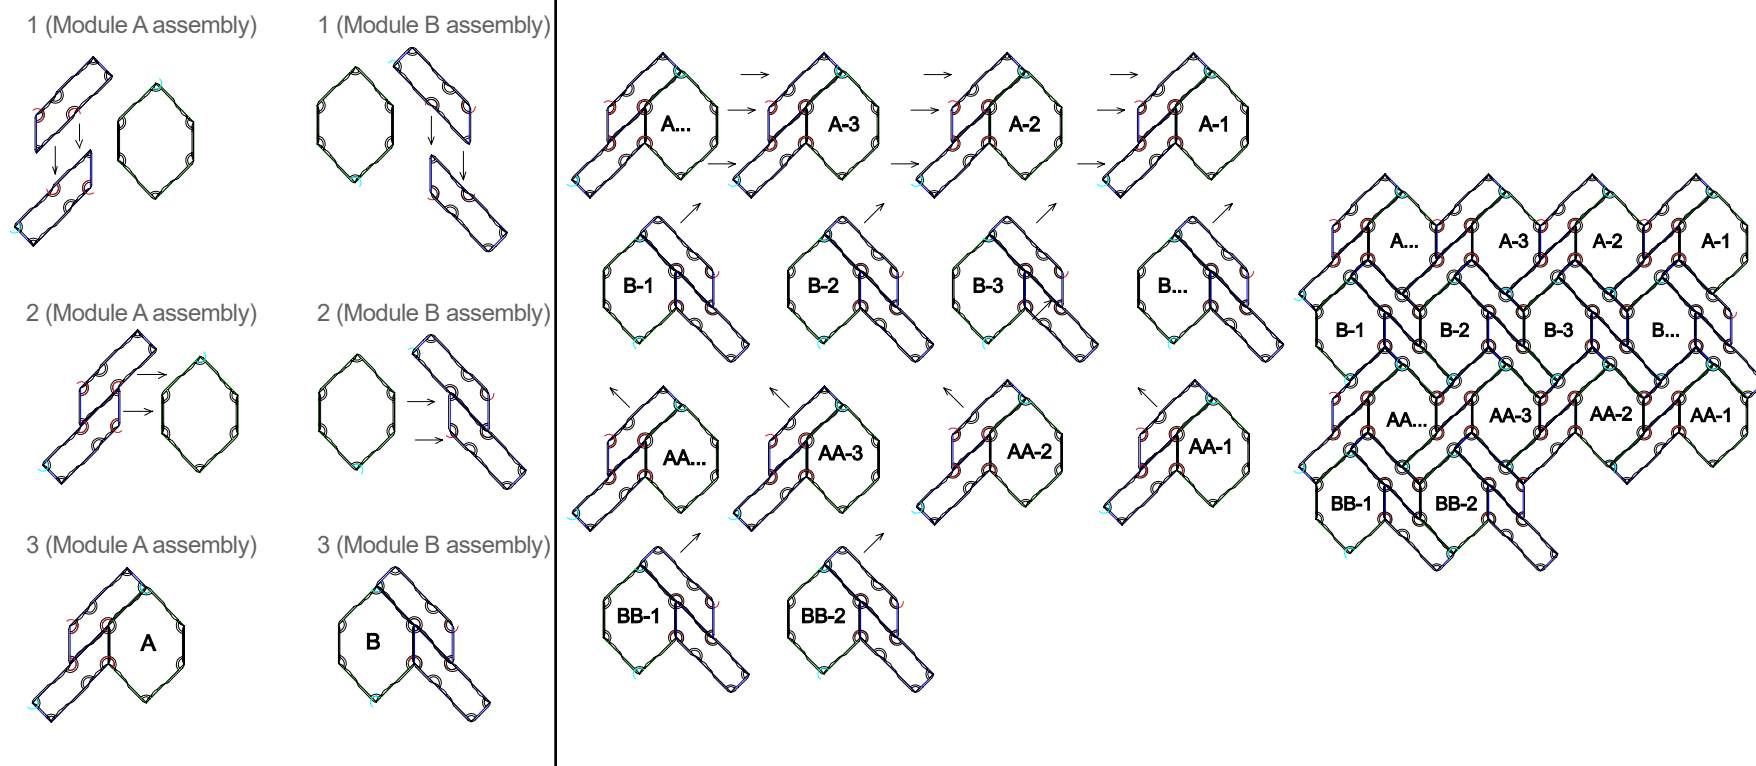 1 (Module A assembly)
1 (Module B assembly)
2 (Module A assembly)
2 (Module B assembly)
3 (Module A assembly)
3 (Module B assembly)
A
B
A...
A-3
A-2
A-1
B-1
B-2
B-3
B...
AA...
AA-3
AA-2
AA-1
BB-1
BB-2
A...
A-3
A-2
A-1
B-1
B-2
B-3
B...
AA...
AA-3
AA-2
AA-1
BB-1
BB-2